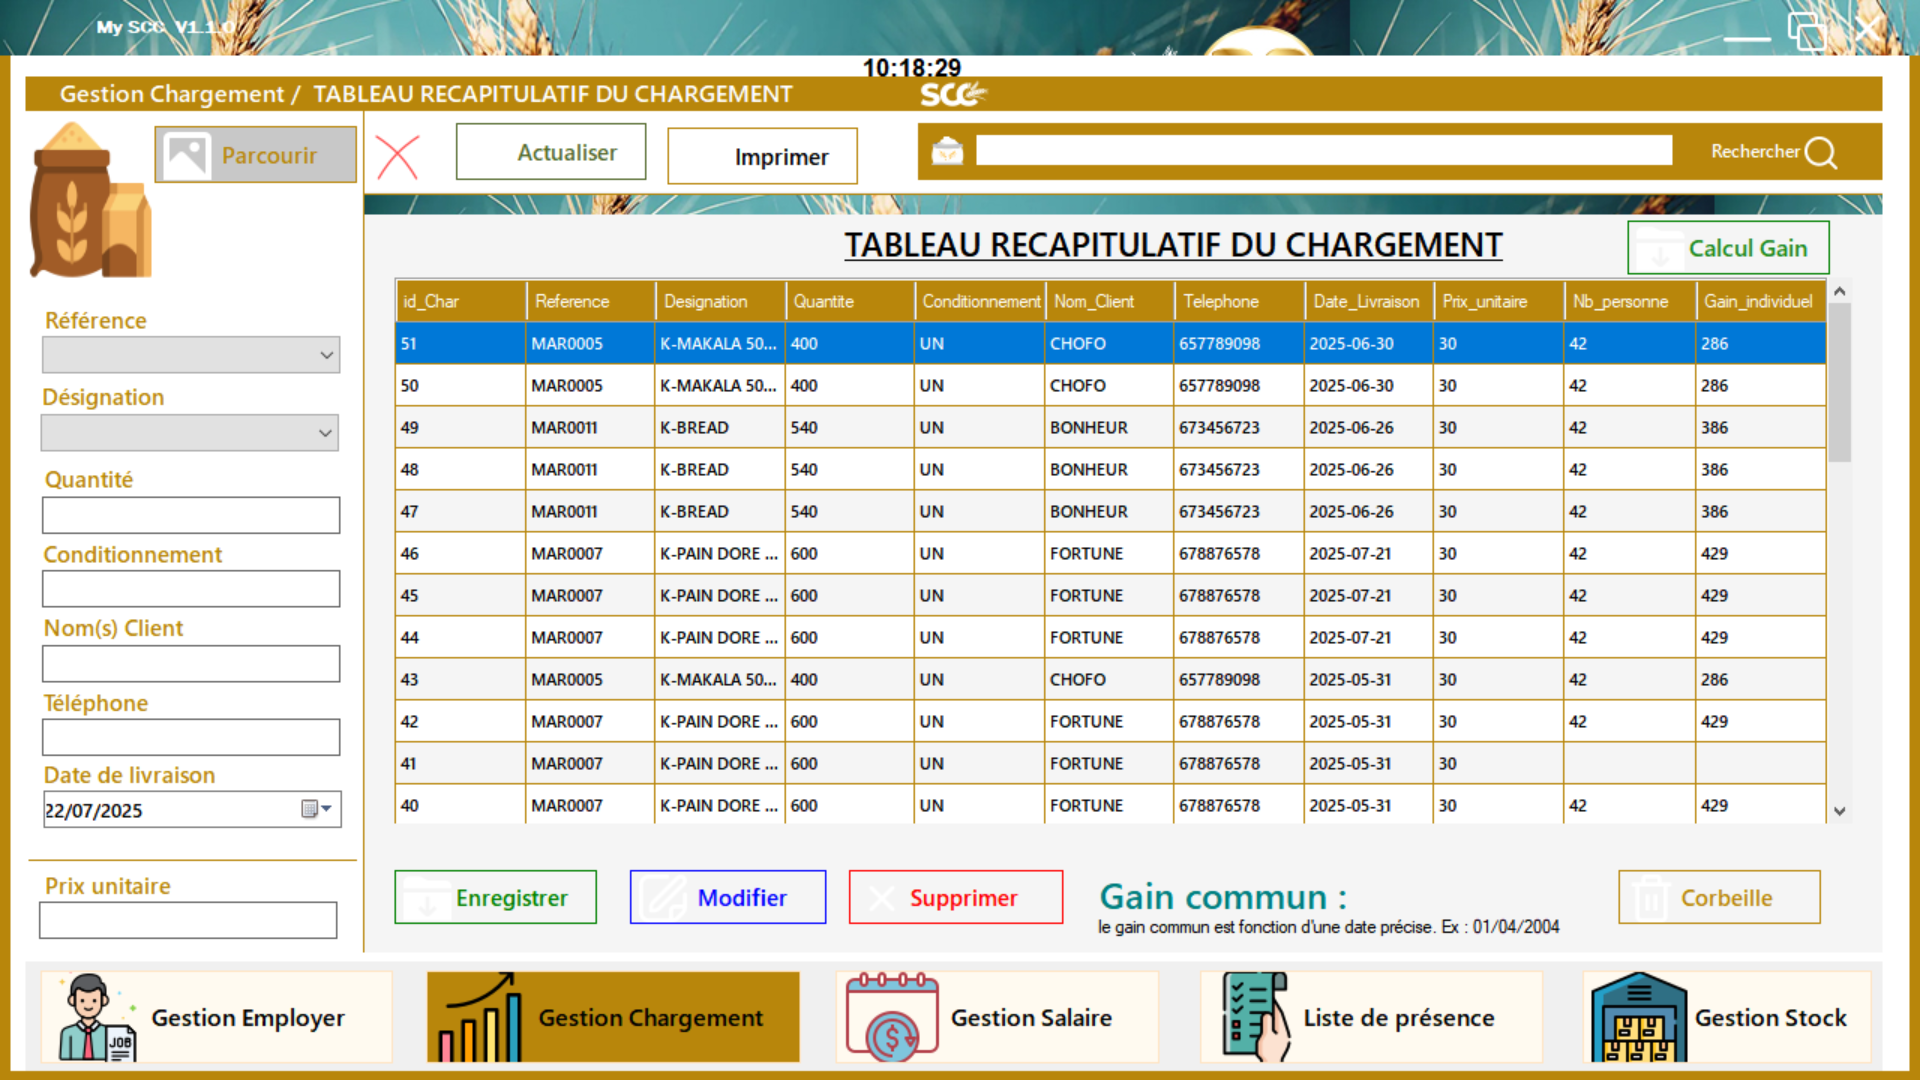 My SCC V1.1.0
10:18:29
Gestion Chargement / TABLEAU RECAPITULATIF DU CHARGEMENT
SCC
Parcourir
Actualiser
Imprimer
Rechercher
TABLEAU RECAPITULATIF DU CHARGEMENT
Calcul Gain
Référence
Désignation
Quantité
Conditionnement
Nom(s) Client
Téléphone
Date de livraison
22/07/2025
Prix unitaire
id_Char Reference Designation Quantite Conditionnement Nom_Client Telephone Date_Livraison Prix_unitaire Nb_personne Gain_individuel
51 MAR0005 K-MAKALA 50... 400 UN CHOFO 657789098 2025-06-30 30 42 286
50 MAR0005 K-MAKALA 50... 400 UN CHOFO 657789098 2025-06-30 30 42 286
49 MAR0011 K-BREAD 540 UN BONHEUR 673456723 2025-06-26 30 42 386
48 MAR0011 K-BREAD 540 UN BONHEUR 673456723 2025-06-26 30 42 386
47 MAR0011 K-BREAD 540 UN BONHEUR 673456723 2025-06-26 30 42 386
46 MAR0007 K-PAIN DORE ... 600 UN FORTUNE 678876578 2025-07-21 30 42 429
45 MAR0007 K-PAIN DORE ... 600 UN FORTUNE 678876578 2025-07-21 30 42 429
44 MAR0007 K-PAIN DORE ... 600 UN FORTUNE 678876578 2025-07-21 30 42 429
43 MAR0005 K-MAKALA 50... 400 UN CHOFO 657789098 2025-05-31 30 42 286
42 MAR0007 K-PAIN DORE ... 600 UN FORTUNE 678876578 2025-05-31 30 42 429
41 MAR0007 K-PAIN DORE ... 600 UN FORTUNE 678876578 2025-05-31 30
40 MAR0007 K-PAIN DORE ... 600 UN FORTUNE 678876578 2025-05-31 30 42 429
Enregistrer
Modifier
Supprimer
Gain commun :
le gain commun est fonction d'une date précise. Ex : 01/04/2004
Corbeille
JOB
Gestion Employer
Gestion Chargement
Gestion Salaire
Liste de présence
Gestion Stock